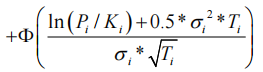 +Φ( (ln(P_i / K_i) + 0.5 * σ_i^2 * T_i) / (σ_i * √T_i) )